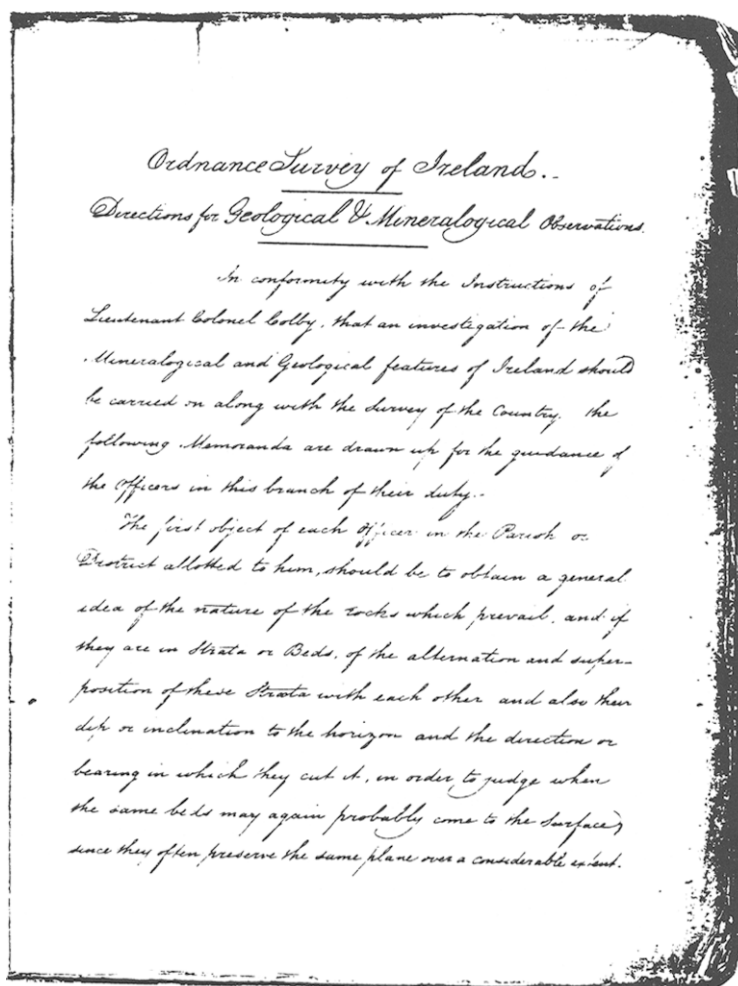 Ordnance Survey of Ireland..
Directions for Geological & Mineralogical Observations.
In conformity with the Instructions of
Lieutenant Colonel Colby, that an investigation of the
Mineralogical and Geological features of Ireland should
be carried on along with the Survey of the Country. the
following Memoranda are drawn up for the guidance of
the Officers in this branch of their duty..
The first object of each Officer in the Parish or
District allotted to him, should be to obtain a general
idea of the nature of the rocks which prevail, and if
they are in Strata or Beds, of the alternation and super-
position of these Strata with each other and also their
dip or inclination to the horizon and the direction or
bearing in which they cut it, in order to judge when
the same beds may again probably come to the Surface,
since they often preserve the same plane over a considerable extent.